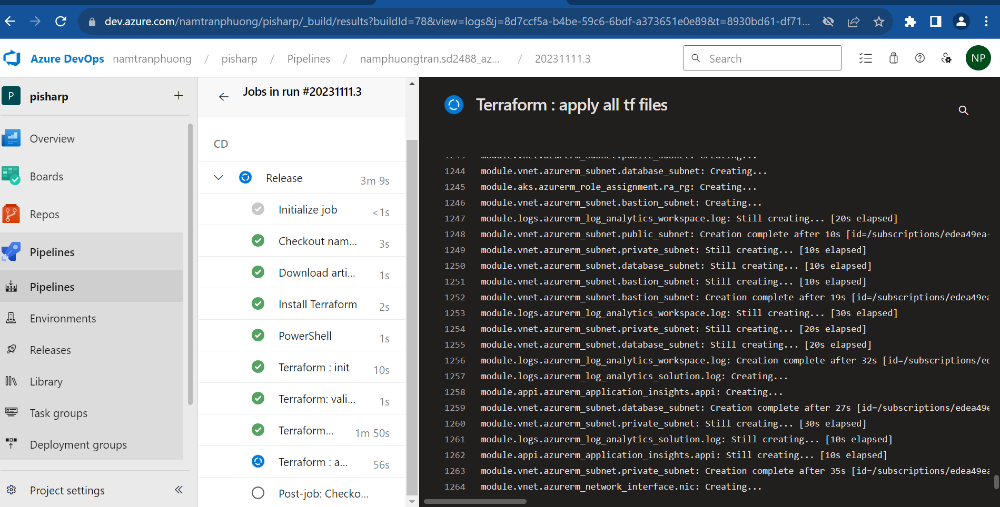 dev.azure.com/namtranphuong/pisharp/_build/results?buildId=78&view=logs&j=8d7ccf5a-b4be-59c6-6bdf-a373651e0e89&t=8930bd61-df71...
Azure DevOps namtranphuong / pisharp / Pipelines / namphuongtran.sd2488_az... / 20231111.3
Search
NP
P pisharp +
Overview
Boards
Repos
Pipelines
Pipelines
Environments
Releases
Library
Task groups
Deployment groups
Project settings
Jobs in run #20231111.3
CD
Release 3m 9s
Initialize job <1s
Checkout nam... 3s
Download arti... 1s
Install Terraform 2s
PowerShell 1s
Terraform : init 10s
Terraform: vali... 1s
Terraform... 1m 50s
Terraform : a... 56s
Post-job: Checko...
Terraform : apply all tf files
1243 module.vnet.azurerm_subnet.public_subnet: Creating...
1244 module.vnet.azurerm_subnet.database_subnet: Creating...
1245 module.aks.azurerm_role_assignment.ra_rg: Creating...
1246 module.vnet.azurerm_subnet.bastion_subnet: Creating...
1247 module.logs.azurerm_log_analytics_workspace.log: Still creating... [20s elapsed]
1248 module.vnet.azurerm_subnet.public_subnet: Creation complete after 10s [id=/subscriptions/edea49ea-
1249 module.vnet.azurerm_subnet.private_subnet: Still creating... [10s elapsed]
1250 module.vnet.azurerm_subnet.database_subnet: Still creating... [10s elapsed]
1251 module.vnet.azurerm_subnet.bastion_subnet: Still creating... [10s elapsed]
1252 module.vnet.azurerm_subnet.bastion_subnet: Creation complete after 19s [id=/subscriptions/edea49ea
1253 module.logs.azurerm_log_analytics_workspace.log: Still creating... [30s elapsed]
1254 module.vnet.azurerm_subnet.private_subnet: Still creating... [20s elapsed]
1255 module.vnet.azurerm_subnet.database_subnet: Still creating... [20s elapsed]
1256 module.logs.azurerm_log_analytics_workspace.log: Creation complete after 32s [id=/subscriptions/ed
1257 module.logs.azurerm_log_analytics_solution.log: Creating...
1258 module.appi.azurerm_application_insights.appi: Creating...
1259 module.vnet.azurerm_subnet.database_subnet: Creation complete after 27s [id=/subscriptions/edea49e
1260 module.vnet.azurerm_subnet.private_subnet: Still creating... [30s elapsed]
1261 module.logs.azurerm_log_analytics_solution.log: Still creating... [10s elapsed]
1262 module.appi.azurerm_application_insights.appi: Still creating... [10s elapsed]
1263 module.vnet.azurerm_subnet.private_subnet: Creation complete after 35s [id=/subscriptions/edea49ea-
1264 module.vnet.azurerm_network_interface.nic: Creating...